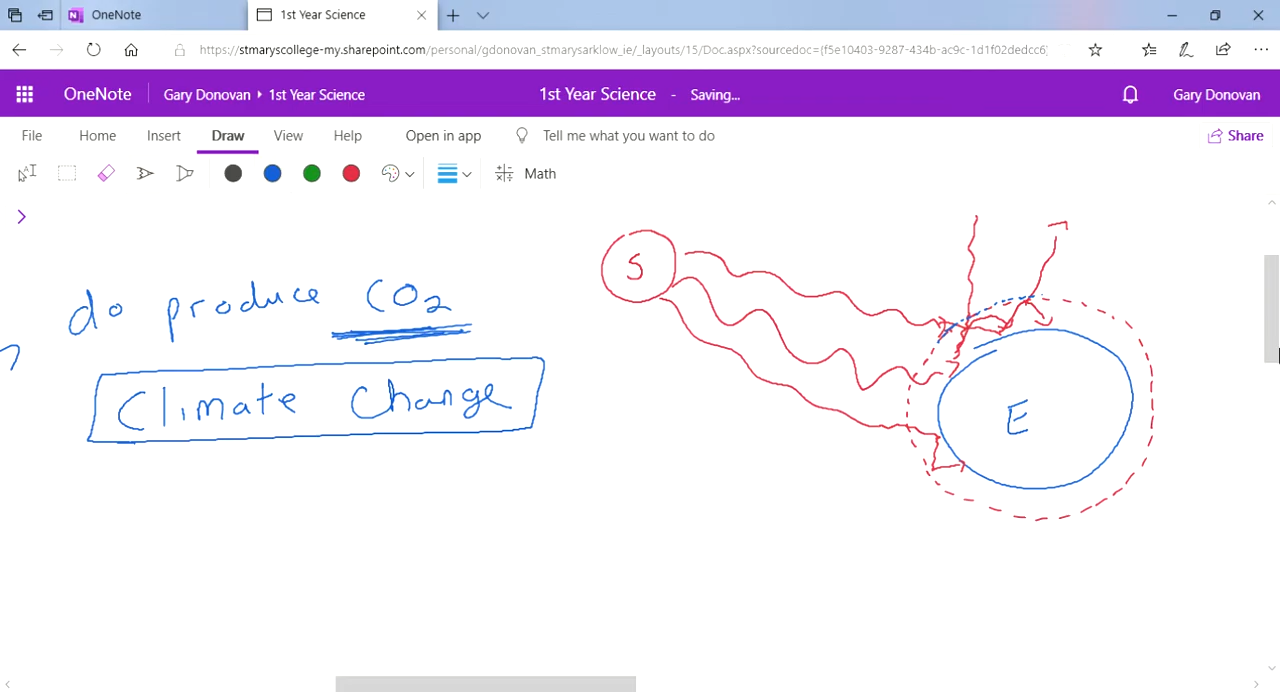 OneNote
1st Year Science
https://stmaryscollege-my.sharepoint.com/personal/gdonovan_stmarysarklow_ie/_layouts/15/Doc.aspx?sourcedoc={f5e10403-9287-434b-ac9c-1d1f02dedcc6}
OneNote Gary Donovan 1st Year Science 1st Year Science - Saving... Gary Donovan
File Home Insert Draw View Help Open in app Tell me what you want to do Share
Math
do produce CO2
Climate Change
S
E